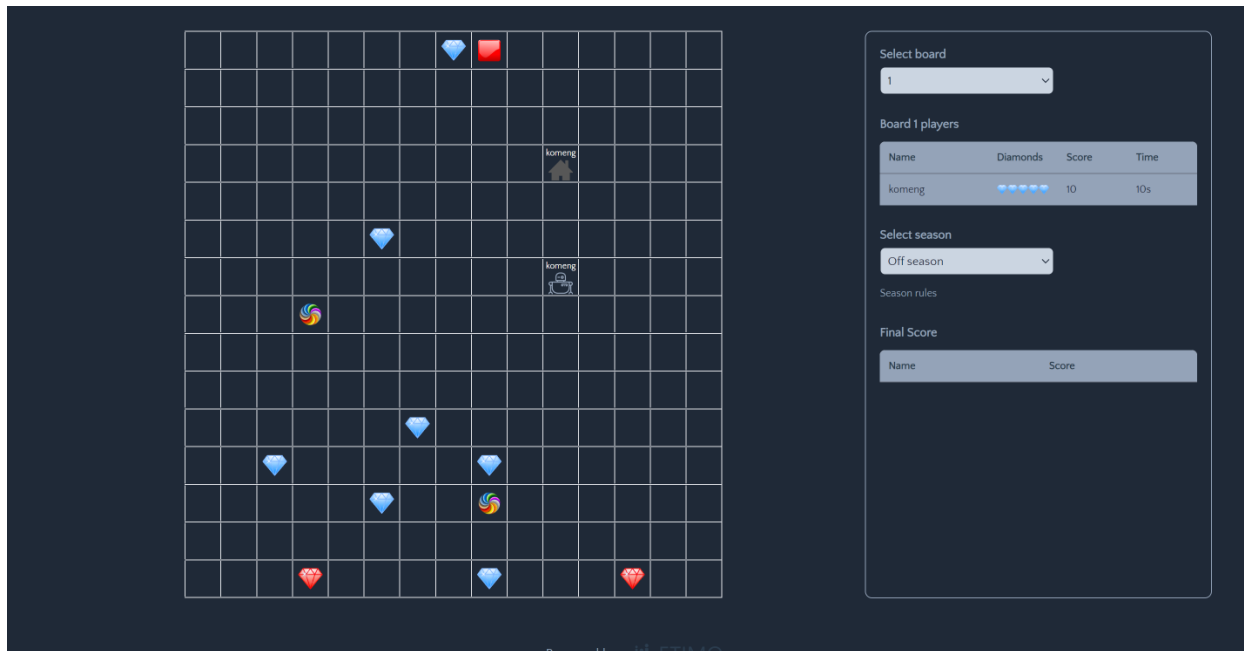 Select board
1
Board 1 players
Name Diamonds Score Time
komeng 10 10s
Select season
Off season
Season rules
Final Score
Name Score
komeng
komeng